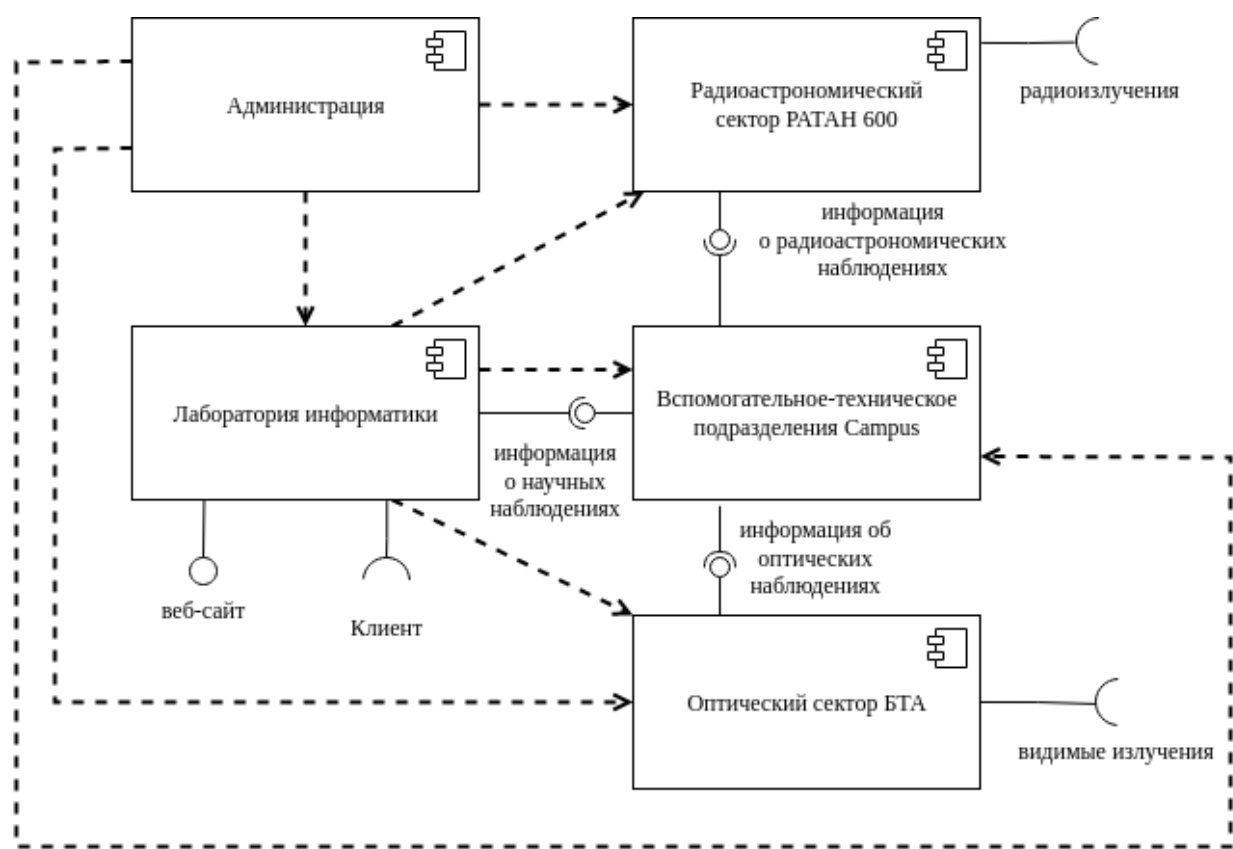 Администрация
Радиоастрономический
сектор РАТАН 600
радиоизлучения
информация
о радиоастрономических
наблюдениях
Лаборатория информатики
Вспомогательное-техническое
подразделения Campus
информация
о научных
наблюдениях
информация об
оптических
наблюдениях
веб-сайт
Клиент
Оптический сектор БТА
видимые излучения